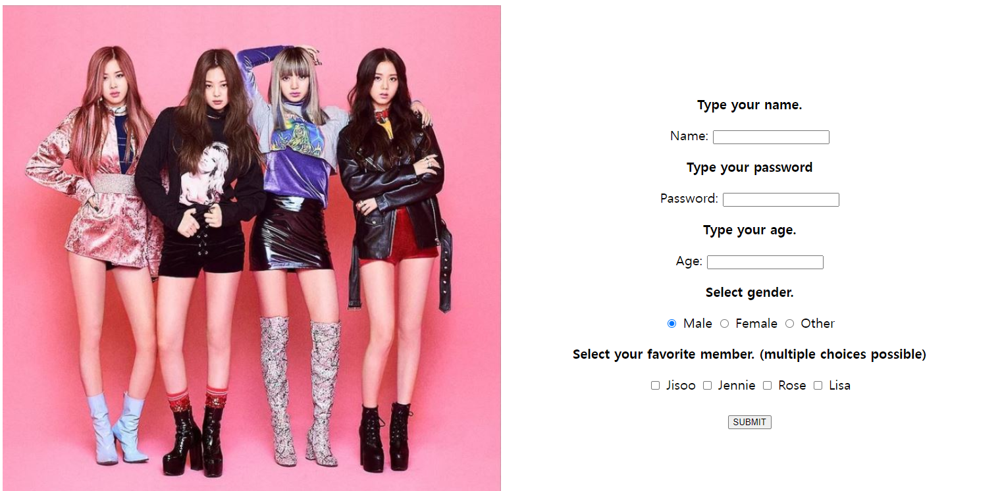 Type your name.
Name:
Type your password
Password:
Type your age.
Age:
Select gender.
Male Female Other
Select your favorite member. (multiple choices possible)
Jisoo Jennie Rose Lisa
SUBMIT